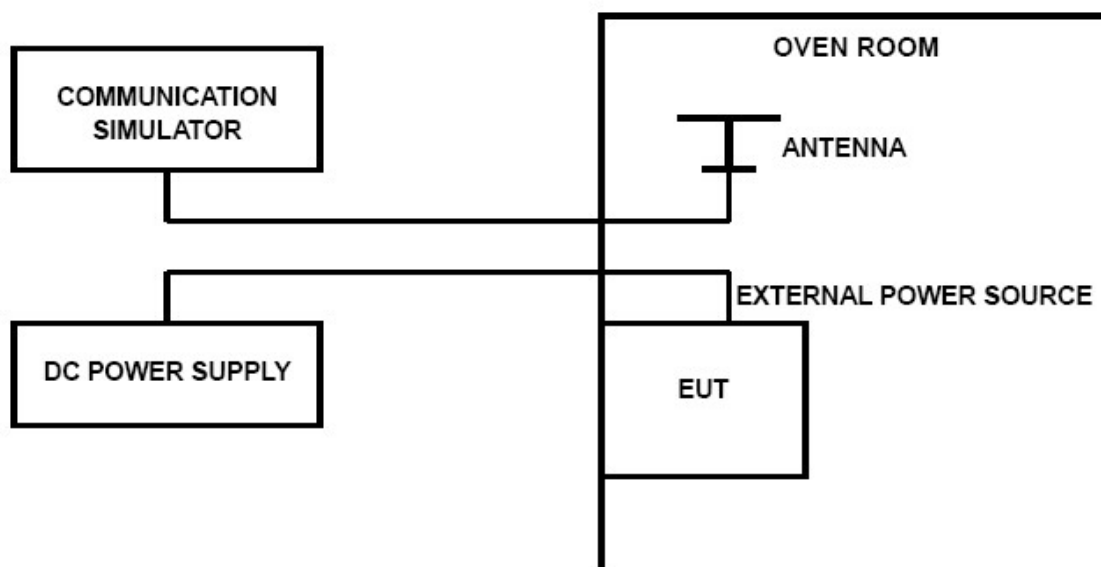 OVEN ROOM
COMMUNICATION
SIMULATOR
ANTENNA
EXTERNAL POWER SOURCE
DC POWER SUPPLY
EUT